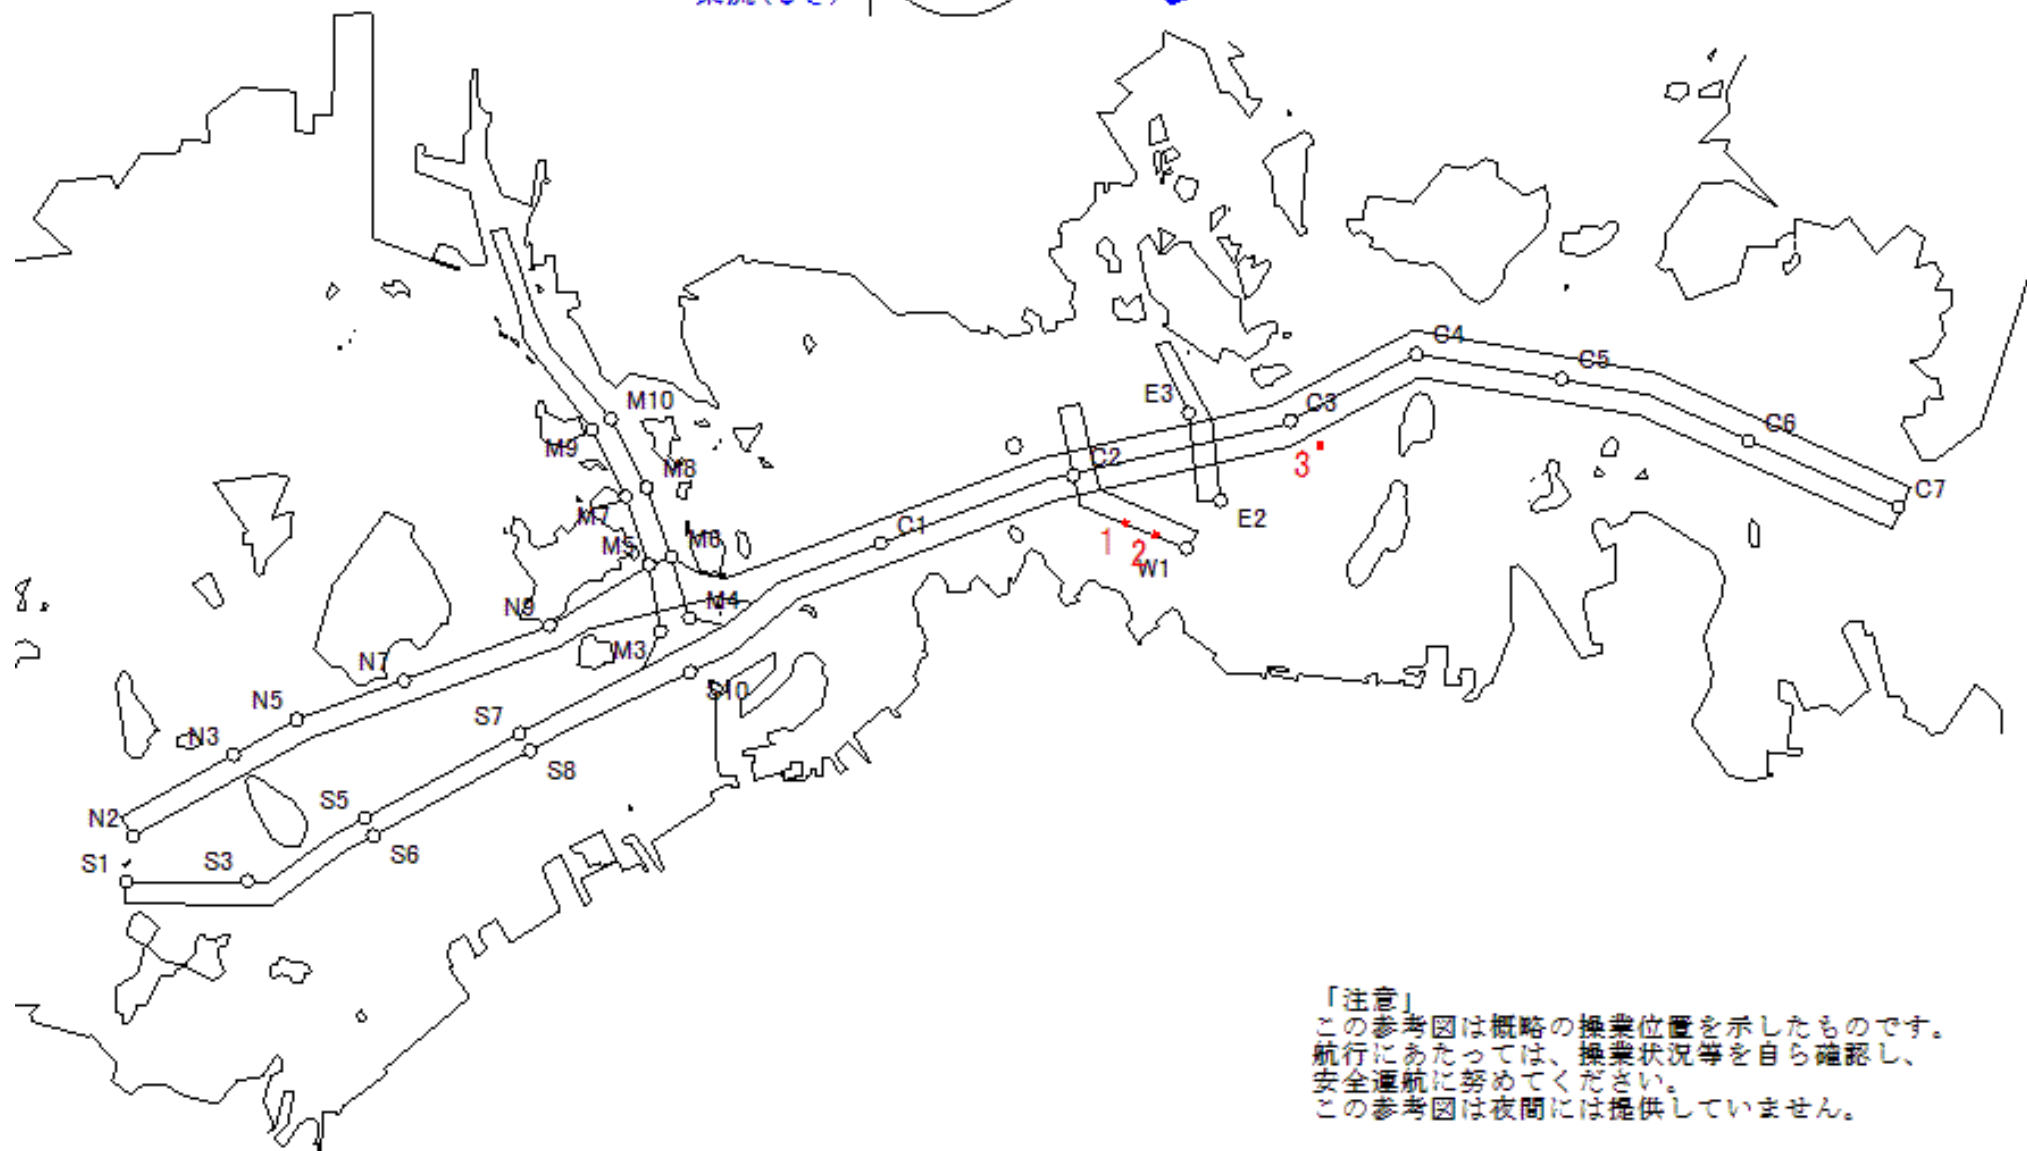 C4
C5
M10
E3
C3
C6
M9
M8
C2
C7
3
M7
E2
C1
1
M5
M6
2
W1
N9
M4
M3
N7
S10
N5
S7
N3
S8
S5
N2
S6
S1
S3
「注意」
この参考図は概略の操業位置を示したものです。
航行にあたっては、操業状況等を自ら確認し、
安全運航に努めてください。
この参考図は夜間には提供していません。